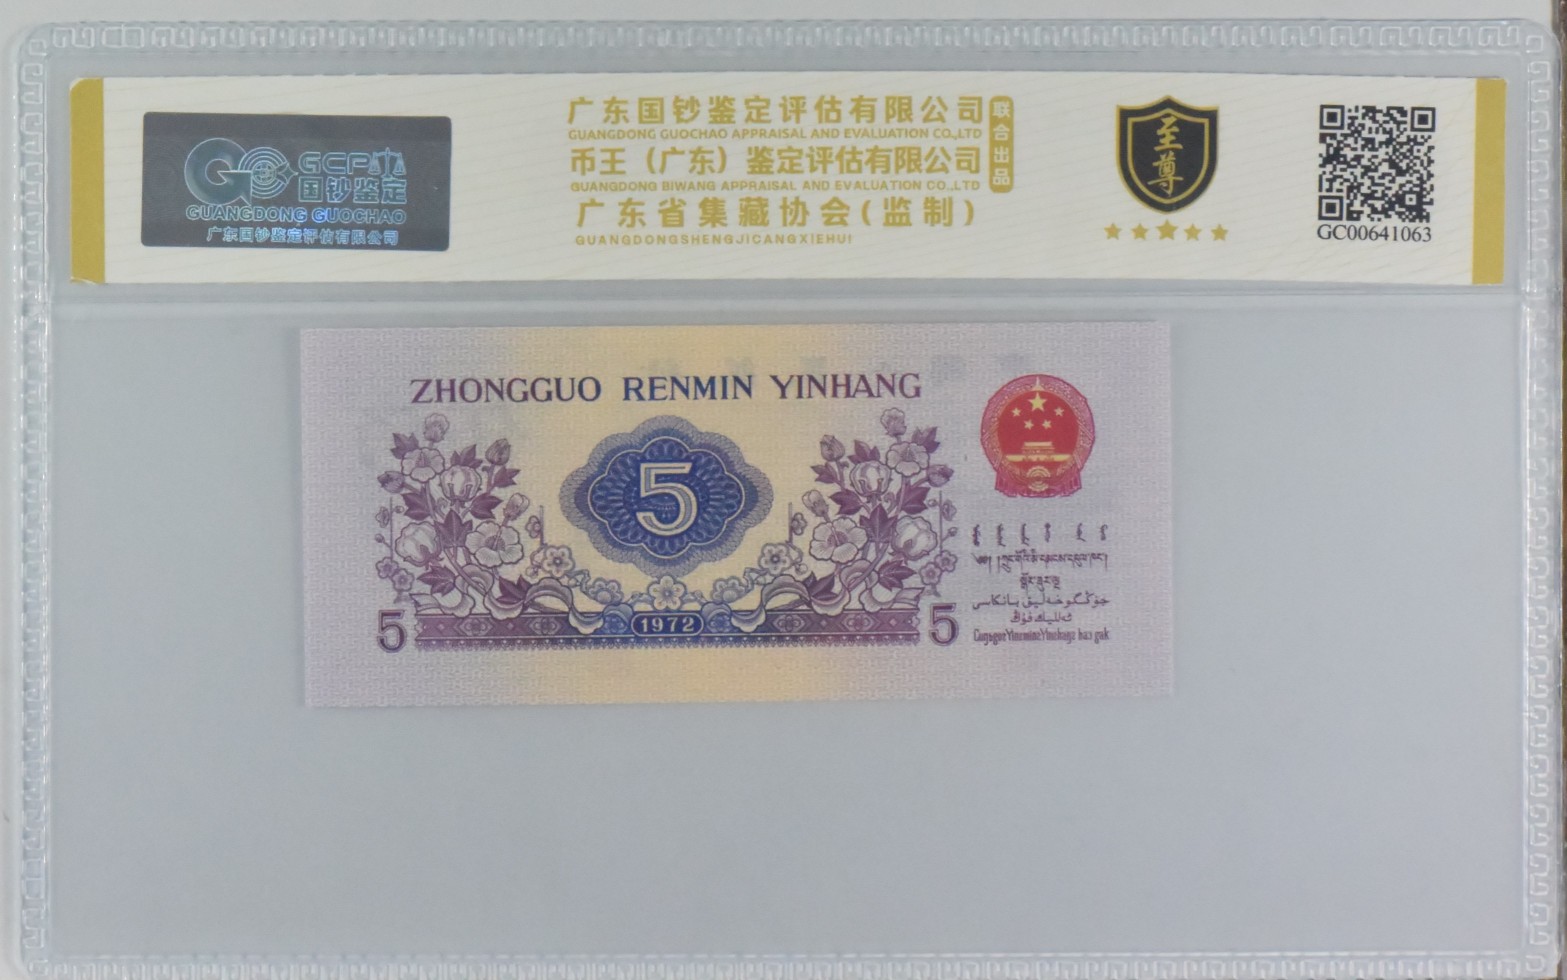 GCP
国钞鉴定
GUANGDONG GUOCHAO
广东国钞鉴定评估有限公司
广东国钞鉴定评估有限公司
GUANGDONG GUOCHAO APPRAISAL AND EVALUATION CO.,LTD
币王（广东）鉴定评估有限公司
GUANGDONG BIWANG APPRAISAL AND EVALUATION CO.,LTD
广东省集藏协会(监制)
GUANGDONGSHENGJICANGXIEHUI
联合出品
至尊
GC00641063
ZHONGGUO RENMIN YINHANG
5
5
1972
5
جۇڭگو خەلق بانكىسى